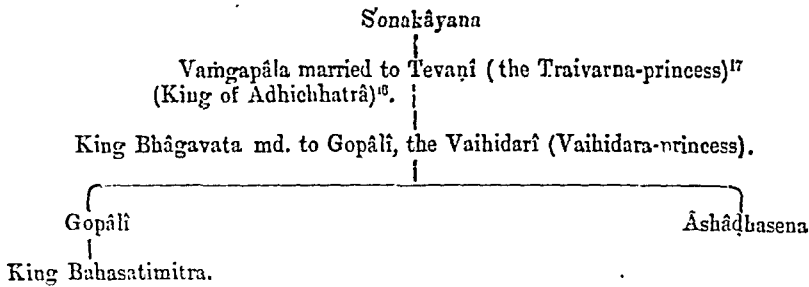 Sonakâyana
Vaṁgapâla married to Tevaṇî (the Traivarna-princess)¹⁷
(King of Adhichhatrâ)¹⁶.
King Bhâgavata md. to Gopâlî, the Vaihidarî (Vaihidara-princess).
Gopâlî Âshâḍhasena
King Bahasatimitra.